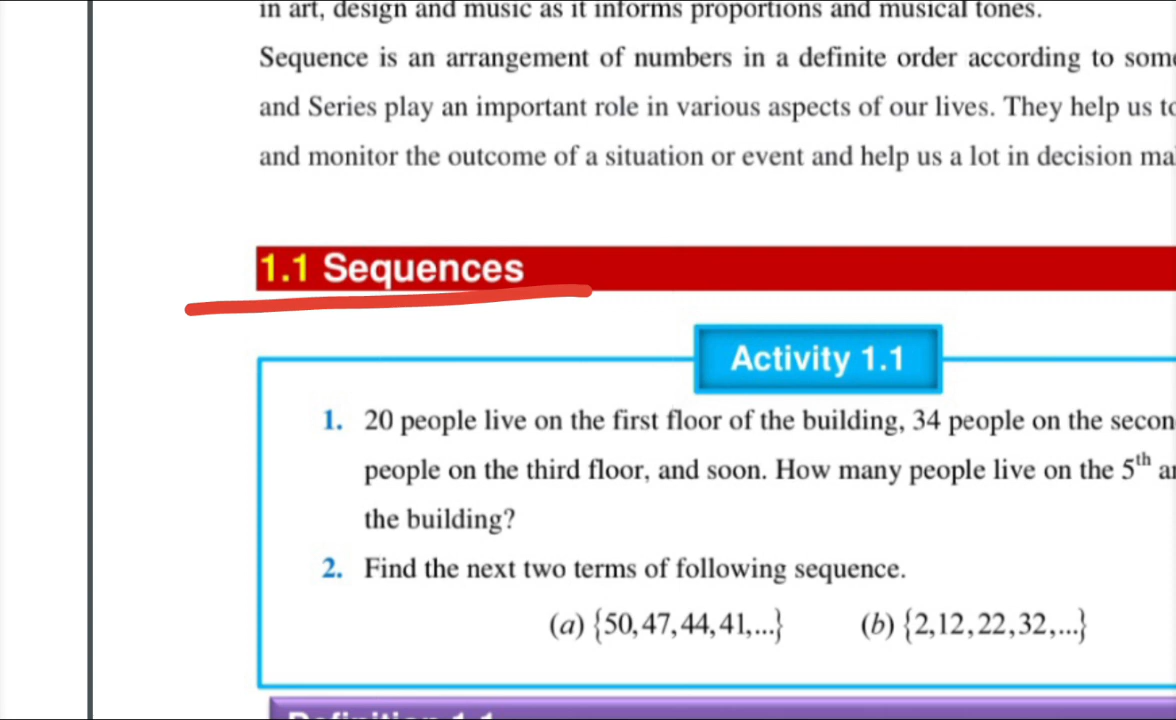 in art, design and music as it informs proportions and musical tones.
Sequence is an arrangement of numbers in a definite order according to
and Series play an important role in various aspects of our lives. They help us
and monitor the outcome of a situation or event and help us a lot in decision
1.1 Sequences
Activity 1.1
1. 20 people live on the first floor of the building, 34 people on the
people on the third floor, and soon. How many people live on the 5th
the building?
2. Find the next two terms of following sequence.
(a) {50,47,44,41,...} (b) {2,12,22,32,...}
Definition 1.1